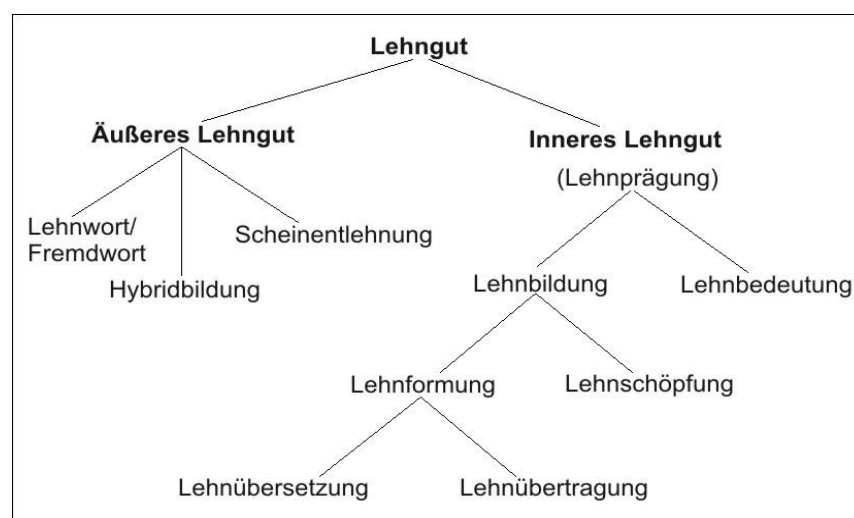 Lehngut
Äußeres Lehngut
Inneres Lehngut
(Lehnprägung)
Lehnwort/
Fremdwort
Scheinentlehnung
Hybridbildung
Lehnbildung
Lehnbedeutung
Lehnformung
Lehnschöpfung
Lehnübersetzung
Lehnübertragung